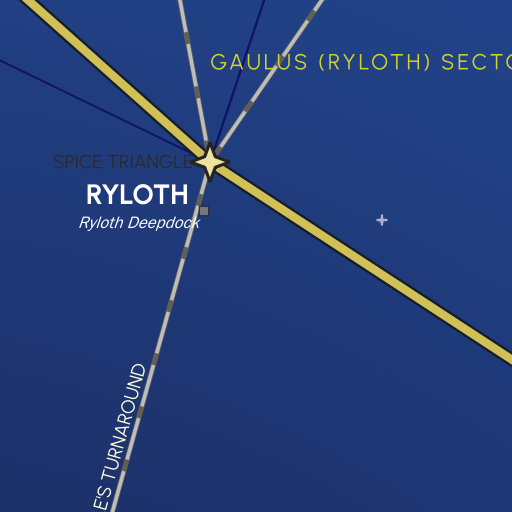 GAULUS (RYLOTH) SECTO
SPICE TRIANGLE
RYLOTH
Ryloth Deepdock
E'S TURNAROUND